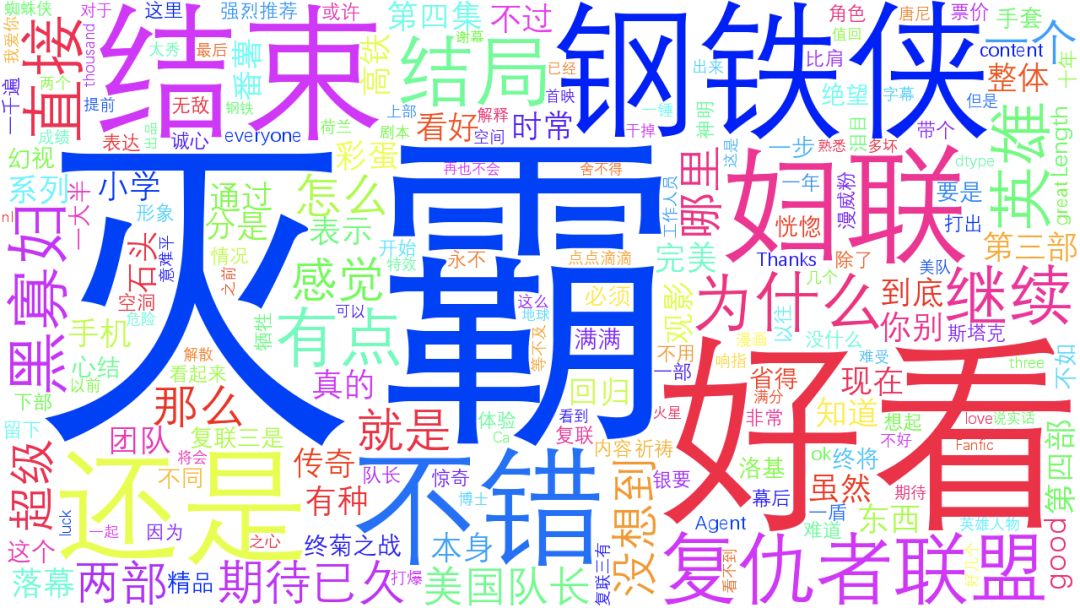 灭霸
钢铁侠
好看
结束
妇联
还是
不错
复仇者联盟
结局
直接
黑寡妇
为什么
继续
英雄
哪里
有点
感觉
怎么
没想到
两部
期待已久
美国队长
超级
那么
就是
一个
蜘蛛侠
我爱你
对于
这里
强烈推荐
或许
第四集
不过
角色
唐尼
票价
手套
太秀
最后
谢幕
番薯
高铁
值回
比肩
content
一千遍
thousand
两个
提前
无敌
钢铁
已经
首映
出来
绝望
字幕
整体
十年
成绩
表达
出唱
诚心
everyone
荷兰
剧本
上部
看好
解释
空间
时常
一锤
干掉
神明
泪目
但是
带个
幻视
系列
小学
彩蛋
再也不会
舍不得
工作人员
这是
一步
熟悉
多坏
dtype
greatLength
一大半
通过
分是
表示
一年
漫威粉
要是
打出
nl
形象
意难平
石头
情况
开始
特效
永不
点点滴滴
完美
恍惚
Thanks
除了
美队
第三部
空洞
之前
牺牲
可以
这么
地球
必须
观影
几个
到底
以往
你别
斯塔克
手机
危险
心结
解散
看起来
满满
等不及
不用
漫画
没什么
响指
难受
three
不如
以前
下部
真的
回归
一部
省得
满分
现在
留下
团队
复联三是
体验
看到
火星
非常
知道
想起
love
说实话
将会
不同
传奇
队长
惊奇
Ca
复联
内容
祈祷
ok
不好
Fanfic
第四部
洛基
终将
有种
博士
银要
幕后
虽然
期待
luck
一起
因为
之心
终菊之战
本身
Agent
一盾
难道
东西
英雄人物
good
这个
落幕
精品
打爆
复联三有
看不到
好几个